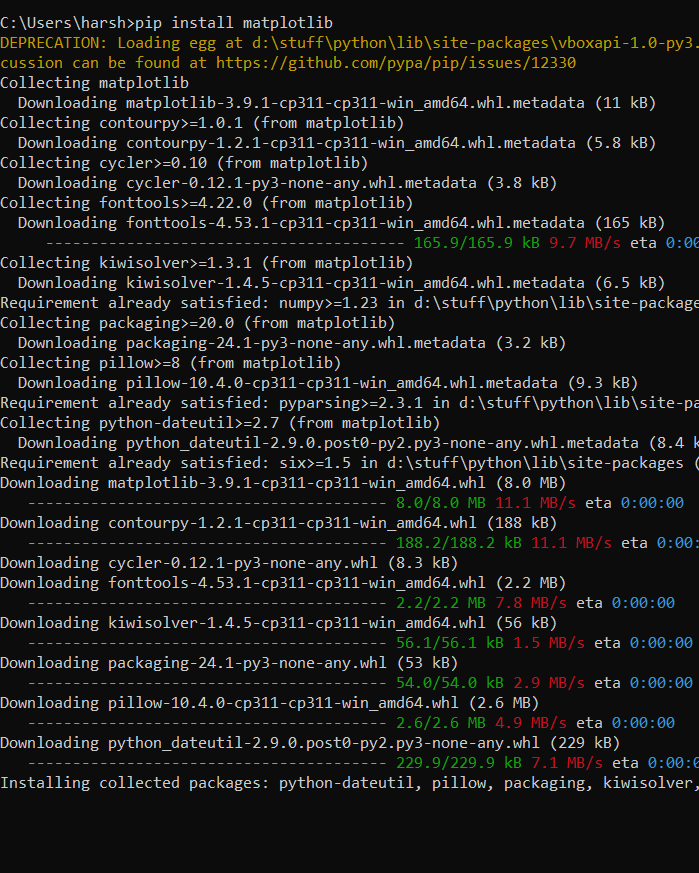 C:\Users\harsh>pip install matplotlib
DEPRECATION: Loading egg at d:\stuff\python\lib\site-packages\vboxapi-1.0-py3.
cussion can be found at https://github.com/pypa/pip/issues/12330
Collecting matplotlib
  Downloading matplotlib-3.9.1-cp311-cp311-win_amd64.whl.metadata (11 kB)
Collecting contourpy>=1.0.1 (from matplotlib)
  Downloading contourpy-1.2.1-cp311-cp311-win_amd64.whl.metadata (5.8 kB)
Collecting cycler>=0.10 (from matplotlib)
  Downloading cycler-0.12.1-py3-none-any.whl.metadata (3.8 kB)
Collecting fonttools>=4.22.0 (from matplotlib)
  Downloading fonttools-4.53.1-cp311-cp311-win_amd64.whl.metadata (165 kB)
     ---------------------------------------- 165.9/165.9 kB 9.7 MB/s eta 0:00
Collecting kiwisolver>=1.3.1 (from matplotlib)
  Downloading kiwisolver-1.4.5-cp311-cp311-win_amd64.whl.metadata (6.5 kB)
Requirement already satisfied: numpy>=1.23 in d:\stuff\python\lib\site-package
Collecting packaging>=20.0 (from matplotlib)
  Downloading packaging-24.1-py3-none-any.whl.metadata (3.2 kB)
Collecting pillow>=8 (from matplotlib)
  Downloading pillow-10.4.0-cp311-cp311-win_amd64.whl.metadata (9.3 kB)
Requirement already satisfied: pyparsing>=2.3.1 in d:\stuff\python\lib\site-pa
Collecting python-dateutil>=2.7 (from matplotlib)
  Downloading python_dateutil-2.9.0.post0-py2.py3-none-any.whl.metadata (8.4 k
Requirement already satisfied: six>=1.5 in d:\stuff\python\lib\site-packages (
Downloading matplotlib-3.9.1-cp311-cp311-win_amd64.whl (8.0 MB)
   ---------------------------------------- 8.0/8.0 MB 11.1 MB/s eta 0:00:00
Downloading contourpy-1.2.1-cp311-cp311-win_amd64.whl (188 kB)
   ---------------------------------------- 188.2/188.2 kB 11.1 MB/s eta 0:00:
Downloading cycler-0.12.1-py3-none-any.whl (8.3 kB)
Downloading fonttools-4.53.1-cp311-cp311-win_amd64.whl (2.2 MB)
   ---------------------------------------- 2.2/2.2 MB 7.8 MB/s eta 0:00:00
Downloading kiwisolver-1.4.5-cp311-cp311-win_amd64.whl (56 kB)
   ---------------------------------------- 56.1/56.1 kB 1.5 MB/s eta 0:00:00
Downloading packaging-24.1-py3-none-any.whl (53 kB)
   ---------------------------------------- 54.0/54.0 kB 2.9 MB/s eta 0:00:00
Downloading pillow-10.4.0-cp311-cp311-win_amd64.whl (2.6 MB)
   ---------------------------------------- 2.6/2.6 MB 4.9 MB/s eta 0:00:00
Downloading python_dateutil-2.9.0.post0-py2.py3-none-any.whl (229 kB)
   ---------------------------------------- 229.9/229.9 kB 7.1 MB/s eta 0:00:0
Installing collected packages: python-dateutil, pillow, packaging, kiwisolver,